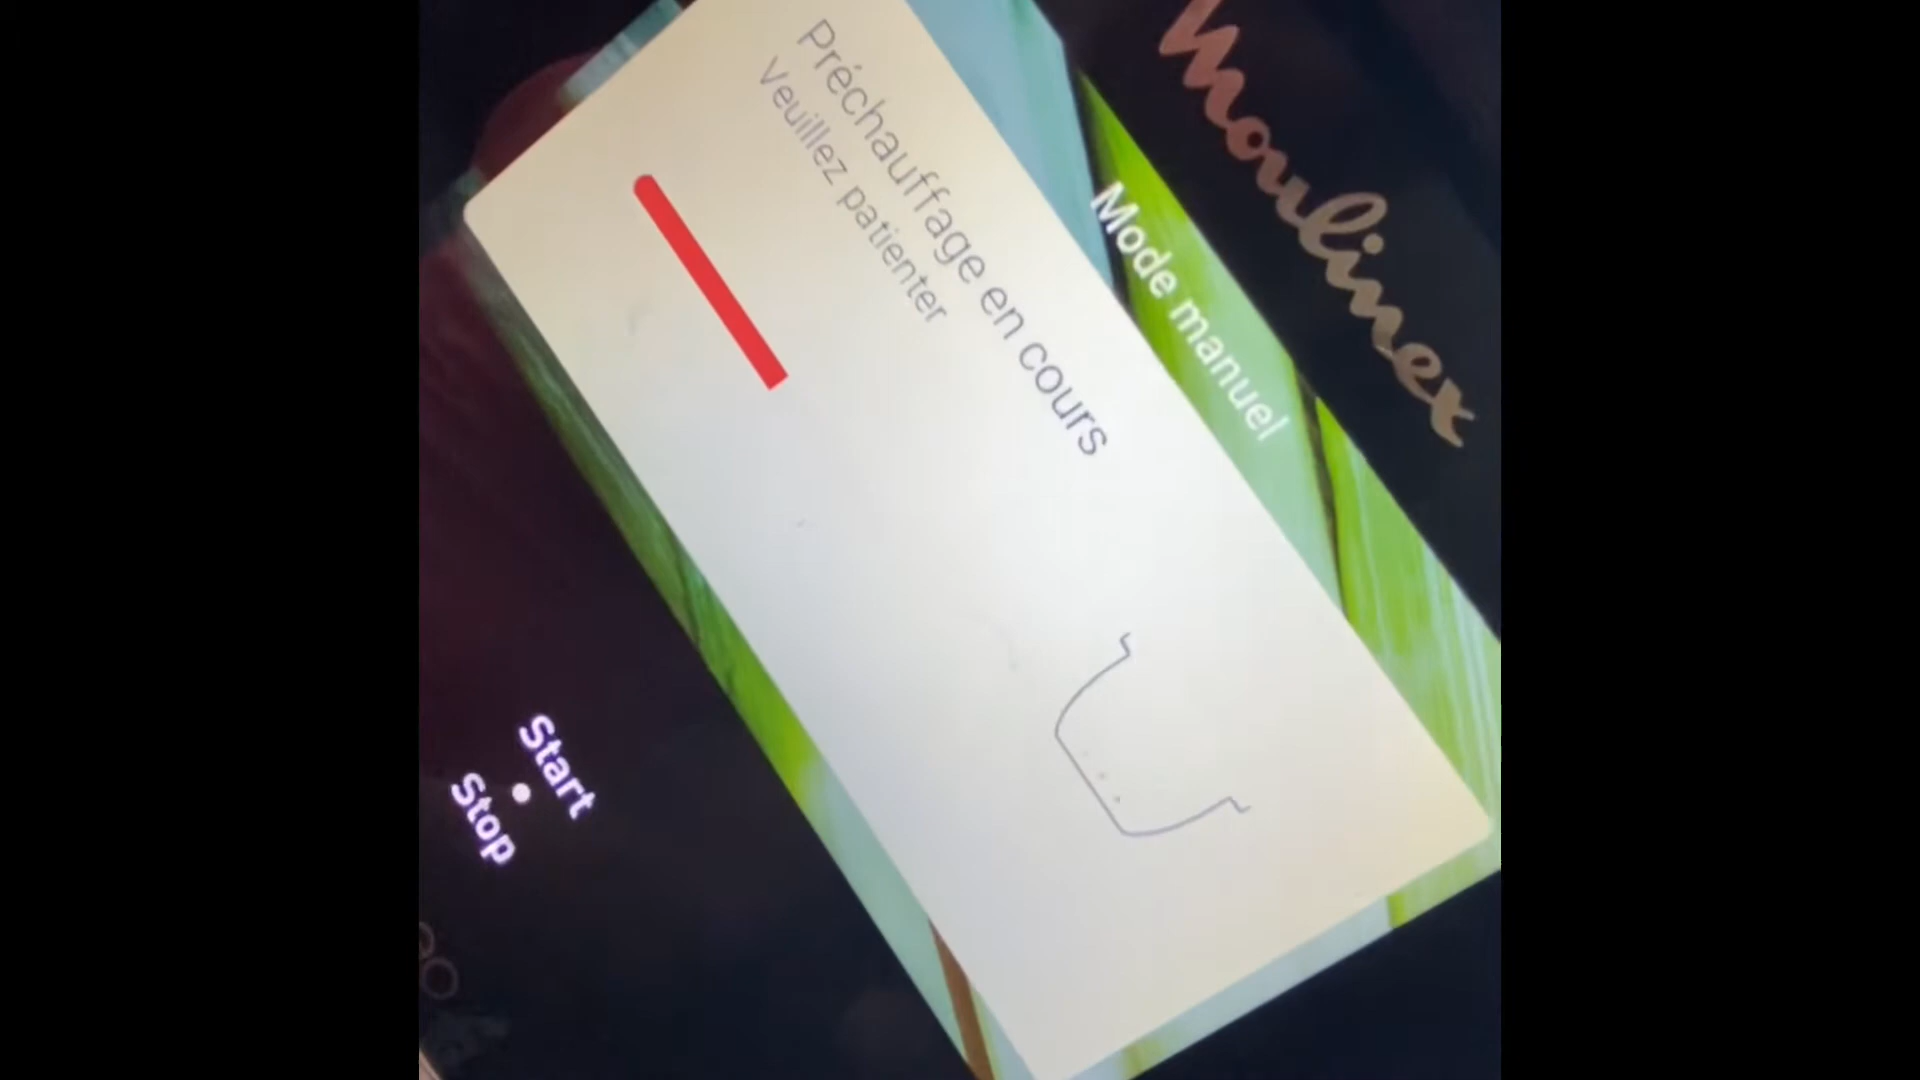 Moulinex
Mode manuel
Préchauffage en cours
Veuillez patienter
Start
Stop